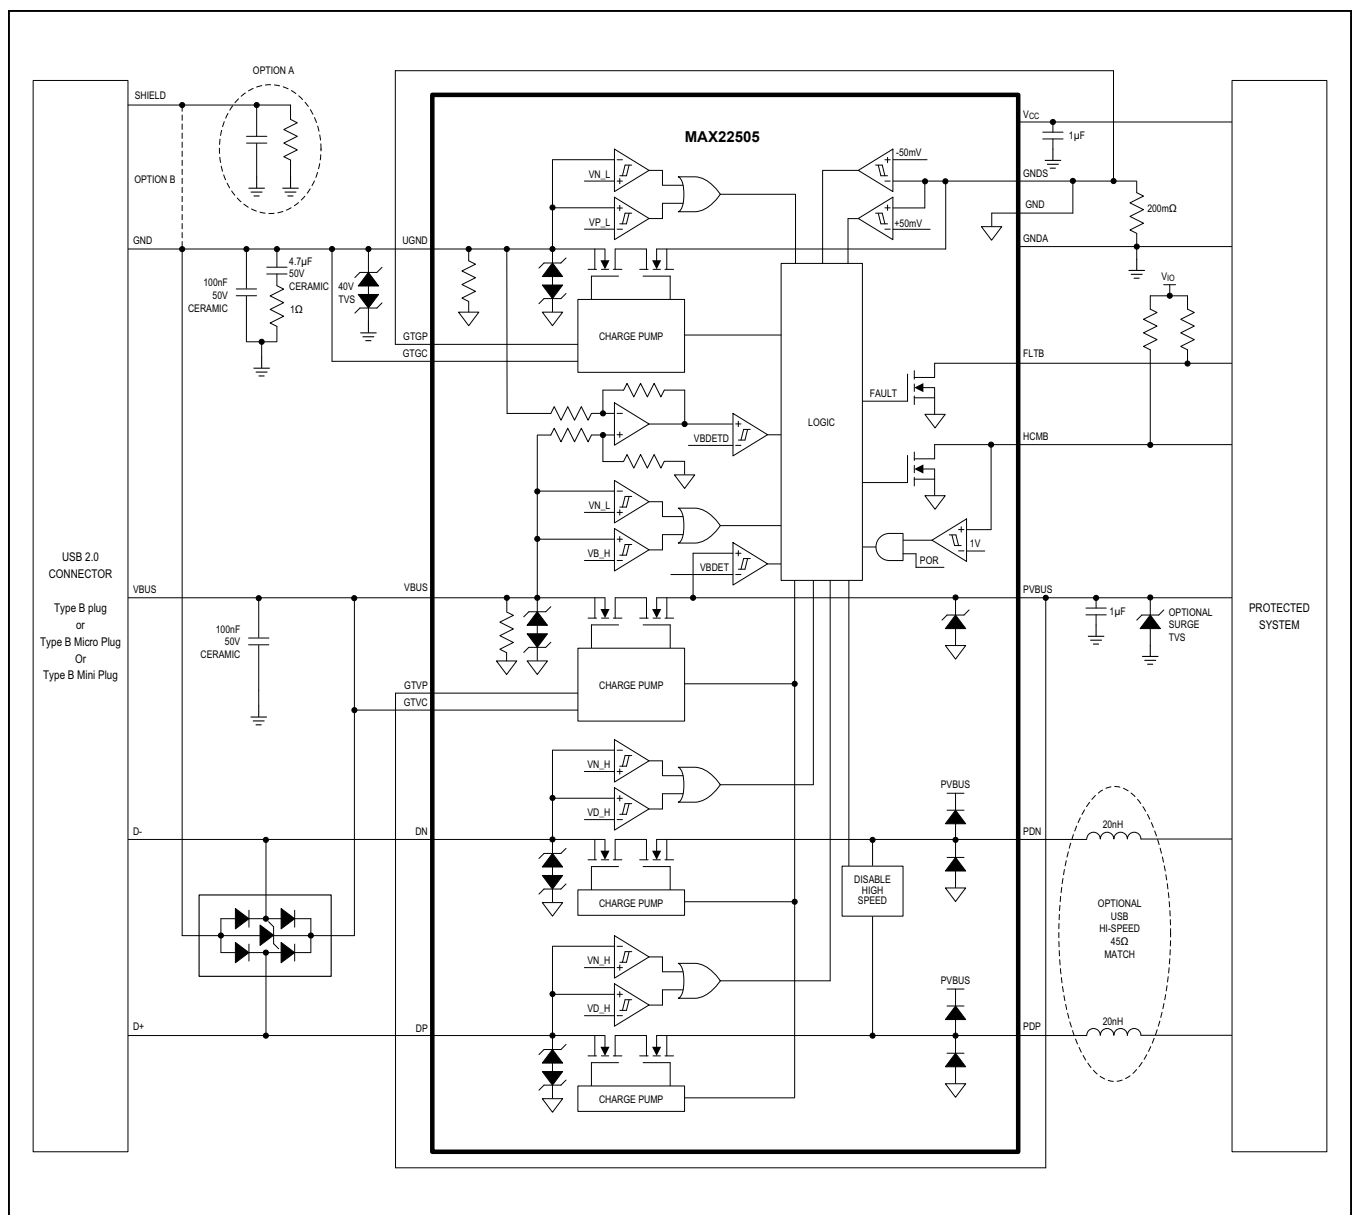 OPTION A
SHIELD
MAX22505
VCC
1µF
-50mV
VN_L
OPTION B
GNDS
GND
200mΩ
VP_L
+50mV
GND
UGND
GNDA
4.7µF
50V
CERAMIC
100nF
50V
CERAMIC
1Ω
40V
TVS
VIO
GTGP
GTGC
CHARGE PUMP
FLTB
FAULT
LOGIC
VBDETD
HCMB
VN_L
VB_H
1V
POR
VBDET
USB 2.0
CONNECTOR
Type B plug
or
Type B Micro Plug
Or
Type B Mini Plug
VBUS
VBUS
PVBUS
100nF
50V
CERAMIC
1µF
OPTIONAL
SURGE
TVS
PROTECTED
SYSTEM
CHARGE PUMP
GTVP
GTVC
VN_H
VD_H
PVBUS
D-
DN
PDN
20nH
DISABLE
HIGH
SPEED
CHARGE PUMP
OPTIONAL
USB
HI-SPEED
45Ω
MATCH
VN_H
VD_H
PVBUS
D+
DP
PDP
20nH
CHARGE PUMP